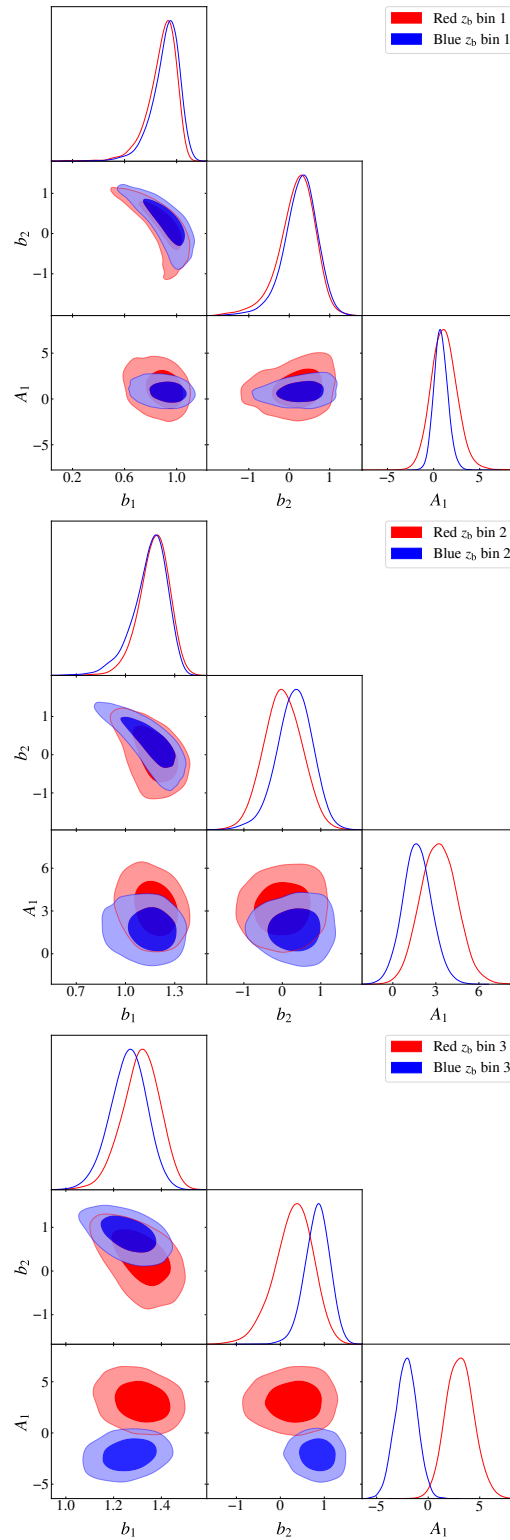 Red z_b bin 1
Blue z_b bin 1
1
0
−1
b_2
5
0
−5
A_1
0.2 0.6 1.0
−1 0 1
−5 0 5
b_1
b_2
A_1
Red z_b bin 2
Blue z_b bin 2
1
0
−1
b_2
6
3
0
A_1
0.7 1.0 1.3
−1 0 1
0 3 6
b_1
b_2
A_1
Red z_b bin 3
Blue z_b bin 3
1
0
−1
b_2
5
0
−5
A_1
1.0 1.2 1.4
−1 0 1
−5 0 5
b_1
b_2
A_1